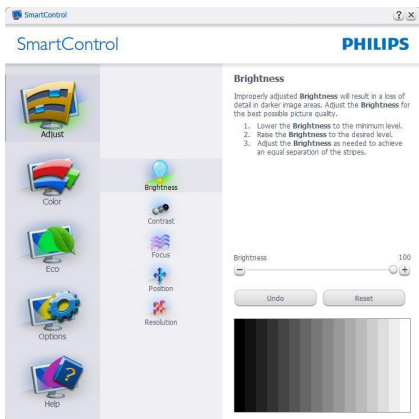 SmartControl
SmartControl
PHILIPS
Adjust
Color
Eco
Options
Help
Brightness
Contrast
Focus
Position
Resolution
Brightness
Improperly adjusted Brightness will result in a loss of
detail in darker image areas. Adjust the Brightness for
the best possible picture quality.
1. Lower the Brightness to the minimum level.
2. Raise the Brightness to the desired level.
3. Adjust the Brightness as needed to achieve
an equal separation of the stripes.
Brightness 100
Undo Reset